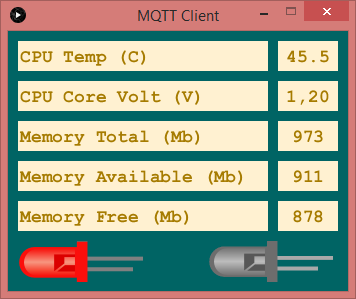 MQTT Client
CPU Temp (C) 45.5
CPU Core Volt (V) 1,20
Memory Total (Mb) 973
Memory Available (Mb) 911
Memory Free (Mb) 878